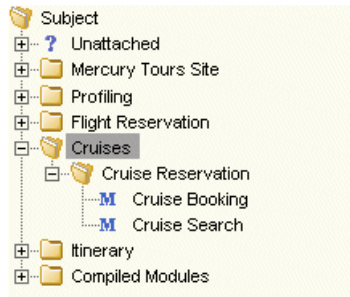 Subject
? Unattached
Mercury Tours Site
Profiling
Flight Reservation
Cruises
Cruise Reservation
M Cruise Booking
M Cruise Search
Itinerary
Compiled Modules